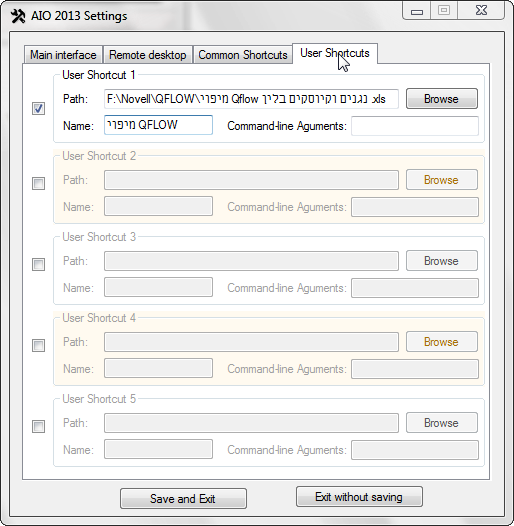 AIO 2013 Settings
Main interface Remote desktop Common Shortcuts User Shortcuts
User Shortcut 1
Path: F:\Novell\QFLOW\מיפוי Qflow נגנים וקיוסקים בלינק .xls Browse
Name: מיפוי QFLOW Command-line Aguments:
User Shortcut 2
Path: Browse
Name: Command-line Aguments:
User Shortcut 3
Path: Browse
Name: Command-line Aguments:
User Shortcut 4
Path: Browse
Name: Command-line Aguments:
User Shortcut 5
Path: Browse
Name: Command-line Aguments:
Save and Exit Exit without saving